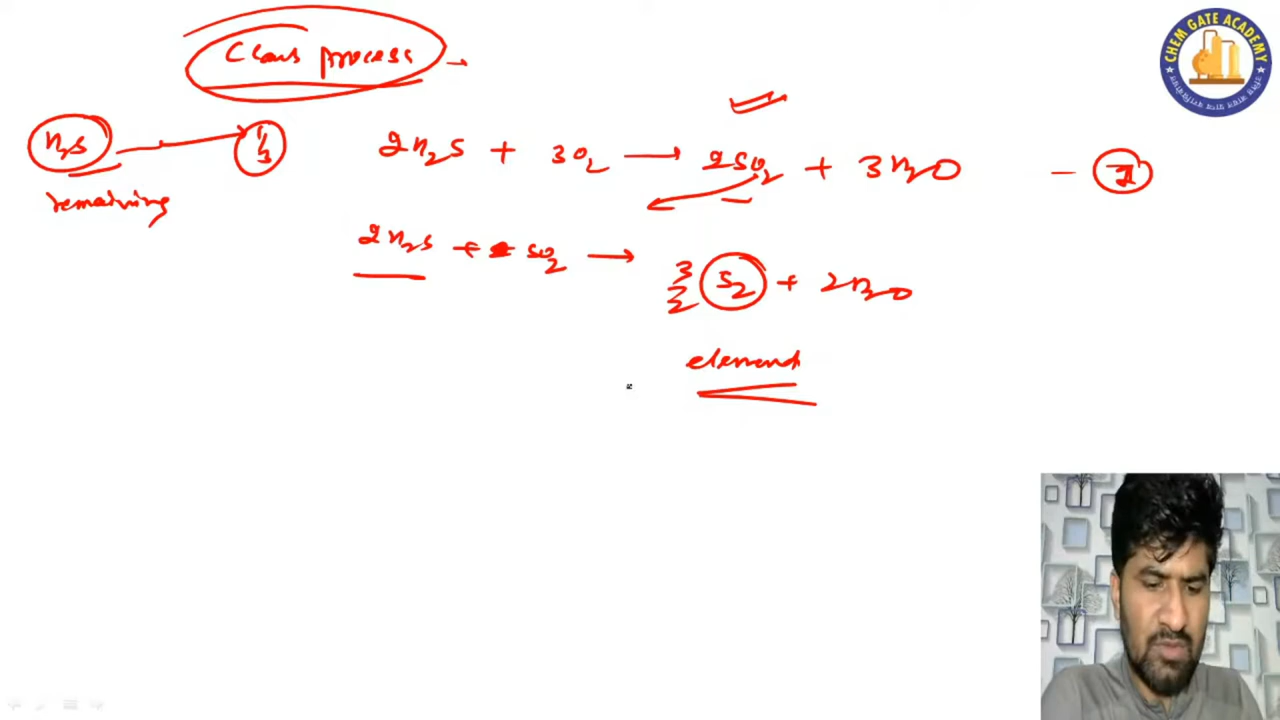 Claus process →
H₂S → 1/3
2H₂S + 3O₂ → 2SO₂ + 3H₂O — I
remaining
2H₂S + SO₂ → 3/2 S₂ + 2H₂O
element
CHEM GATE ACADEMY